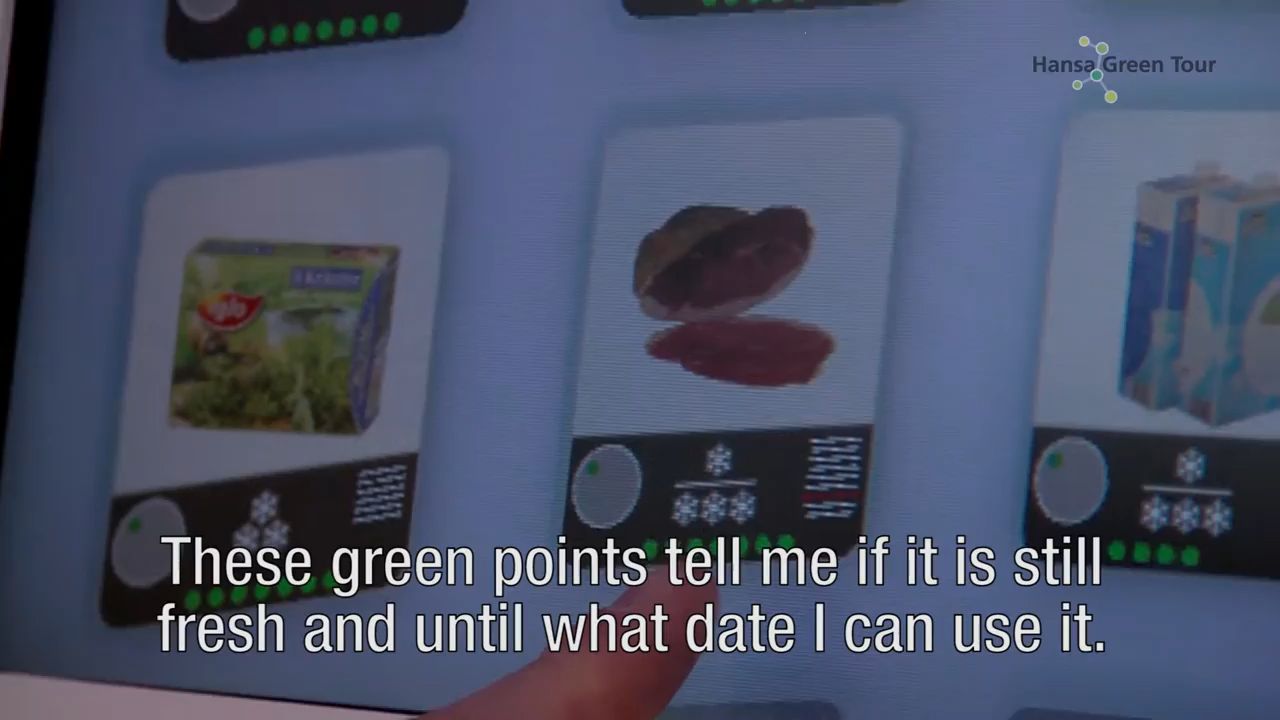 Hansa Green Tour
iglo
These green points tell me if it is still
fresh and until what date I can use it.